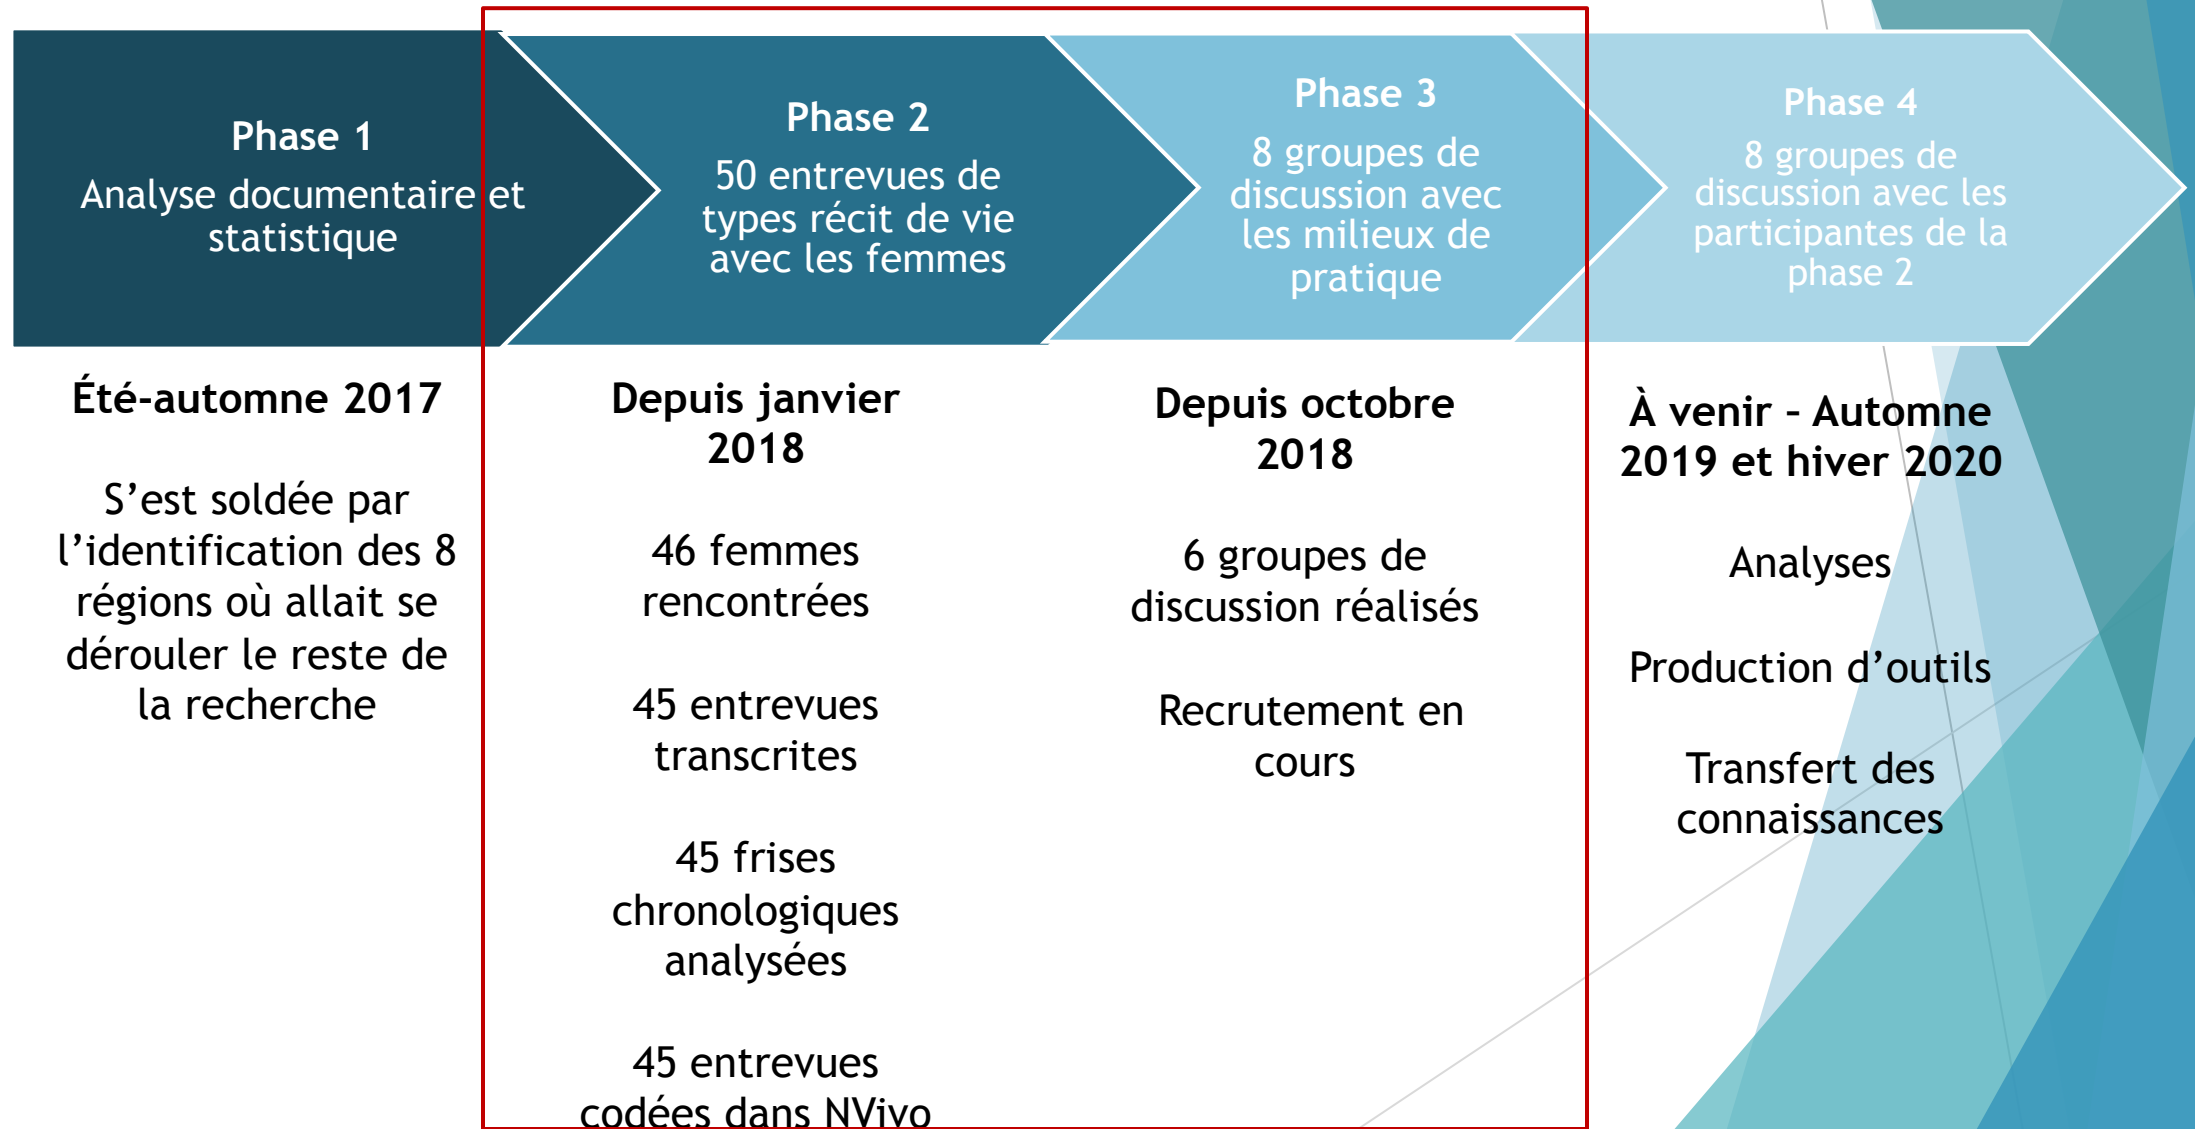 Phase 1
Analyse documentaire et
statistique
Phase 2
50 entrevues de
types récit de vie
avec les femmes
Phase 3
8 groupes de
discussion avec
les milieux de
pratique
Phase 4
8 groupes de
discussion avec les
participantes de la
phase 2
Été-automne 2017
S’est soldée par
l’identification des 8
régions où allait se
dérouler le reste de
la recherche
Depuis janvier
2018
46 femmes
rencontrées
45 entrevues
transcrites
45 frises
chronologiques
analysées
45 entrevues
codées dans NVivo
Depuis octobre
2018
6 groupes de
discussion réalisés
Recrutement en
cours
À venir – Automne
2019 et hiver 2020
Analyses
Production d’outils
Transfert des
connaissances